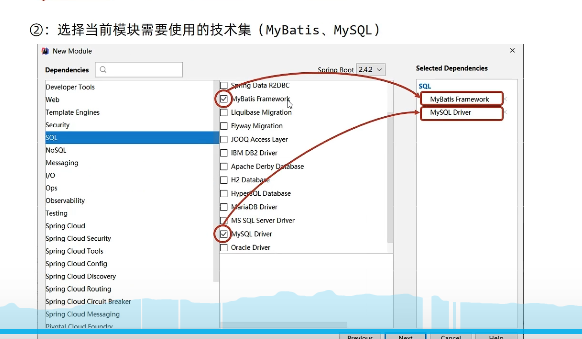 ②：选择当前模块需要使用的技术集（MyBatis、MySQL）
New Module
Dependencies
Spring Boot 2.4.2
Selected Dependencies
Developer Tools
Web
Template Engines
Security
SQL
NoSQL
Messaging
I/O
Ops
Observability
Testing
Spring Cloud
Spring Cloud Security
Spring Cloud Tools
Spring Cloud Config
Spring Cloud Discovery
Spring Cloud Routing
Spring Cloud Circuit Breaker
Spring Cloud Messaging
Pivotal Cloud Foundry
Spring Data R2DBC
MyBatis Framework
Liquibase Migration
Flyway Migration
JOOQ Access Layer
IBM DB2 Driver
Apache Derby Database
H2 Database
HyperSQL Database
MariaDB Driver
MS SQL Server Driver
MySQL Driver
Oracle Driver
SQL
MyBatis Framework
MySQL Driver
Previous
Next
Cancel
Help